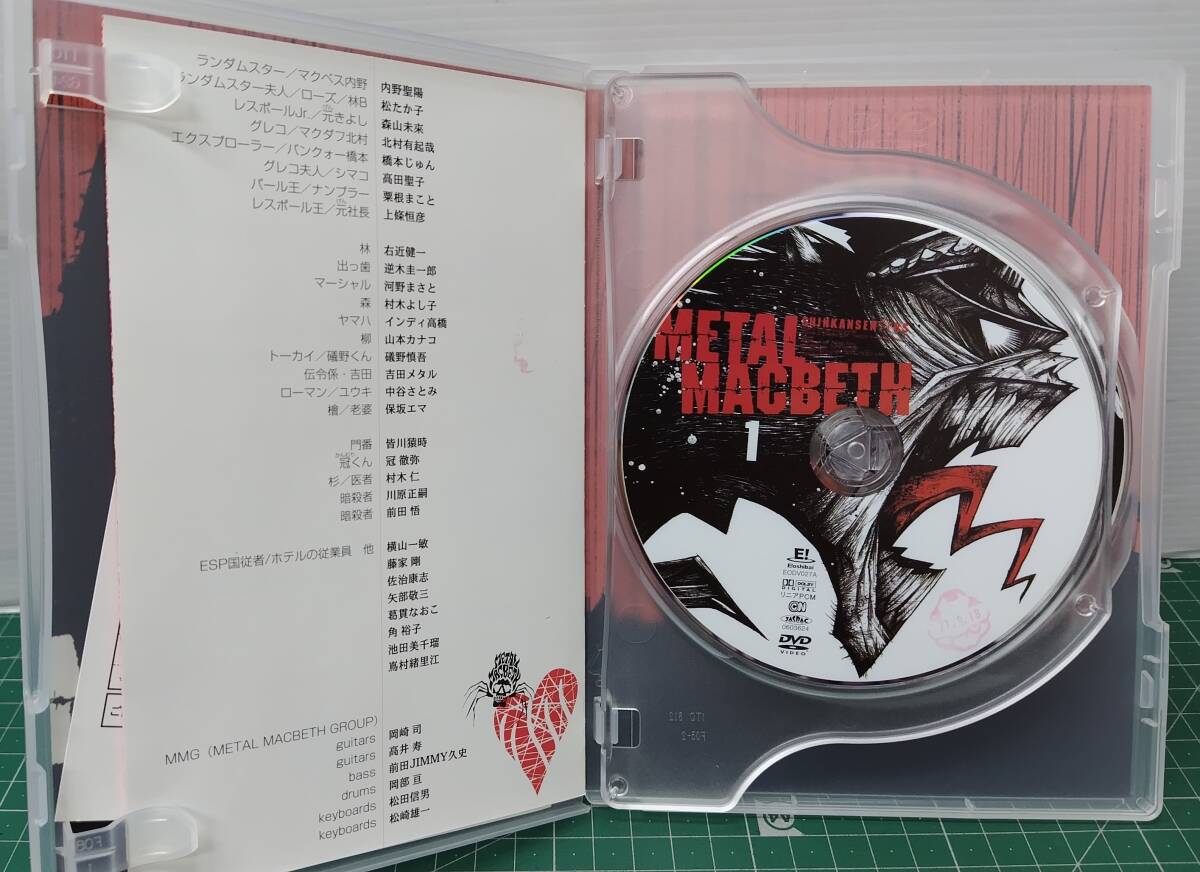 ランダムスター／マクベス内野 内野聖陽
ランダムスター夫人／ローズ／林B 松たか子
レスポールJr.／元きよし 森山未來
グレコ／マクダフ北村 北村有起哉
エクスプローラー／バンクォー橋本 橋本じゅん
グレコ夫人／シマコ 高田聖子
パール王／ナンプラー 粟根まこと
レスポール王／元社長 上條恒彦
林 右近健一
出っ歯 逆木圭一郎
マーシャル 河野まさと
森 村木よし子
ヤマハ インディ高橋
柳 山本カナコ
トーカイ／礒野くん 礒野慎吾
伝令係・吉田 吉田メタル
ローマン／ユウキ 中谷さとみ
檜／老婆 保坂エマ
門番 皆川猿時
冠くん 冠 徹弥
杉／医者 村木 仁
暗殺者 川原正嗣
暗殺者 前田 悟
ESP国従者/ホテルの従業員 他 横山一敏
藤家 剛
佐治康志
矢部敬三
葛貫なおこ
角 裕子
池田美千瑠
嶌村緒里江
METAL
MACBETH
MMG（METAL MACBETH GROUP）
guitars 岡崎 司
guitars 高井 寿
bass 前田JIMMY久史
drums 岡部 亘
keyboards 松田信男
keyboards 松崎雄一
SHINKANSEN
METAL
MACBETH
1
E!
Eloshibai
EODV027A
DOLBY
DIGITAL
リニアPCM
JASRAC
0603624
DVD
VIDEO